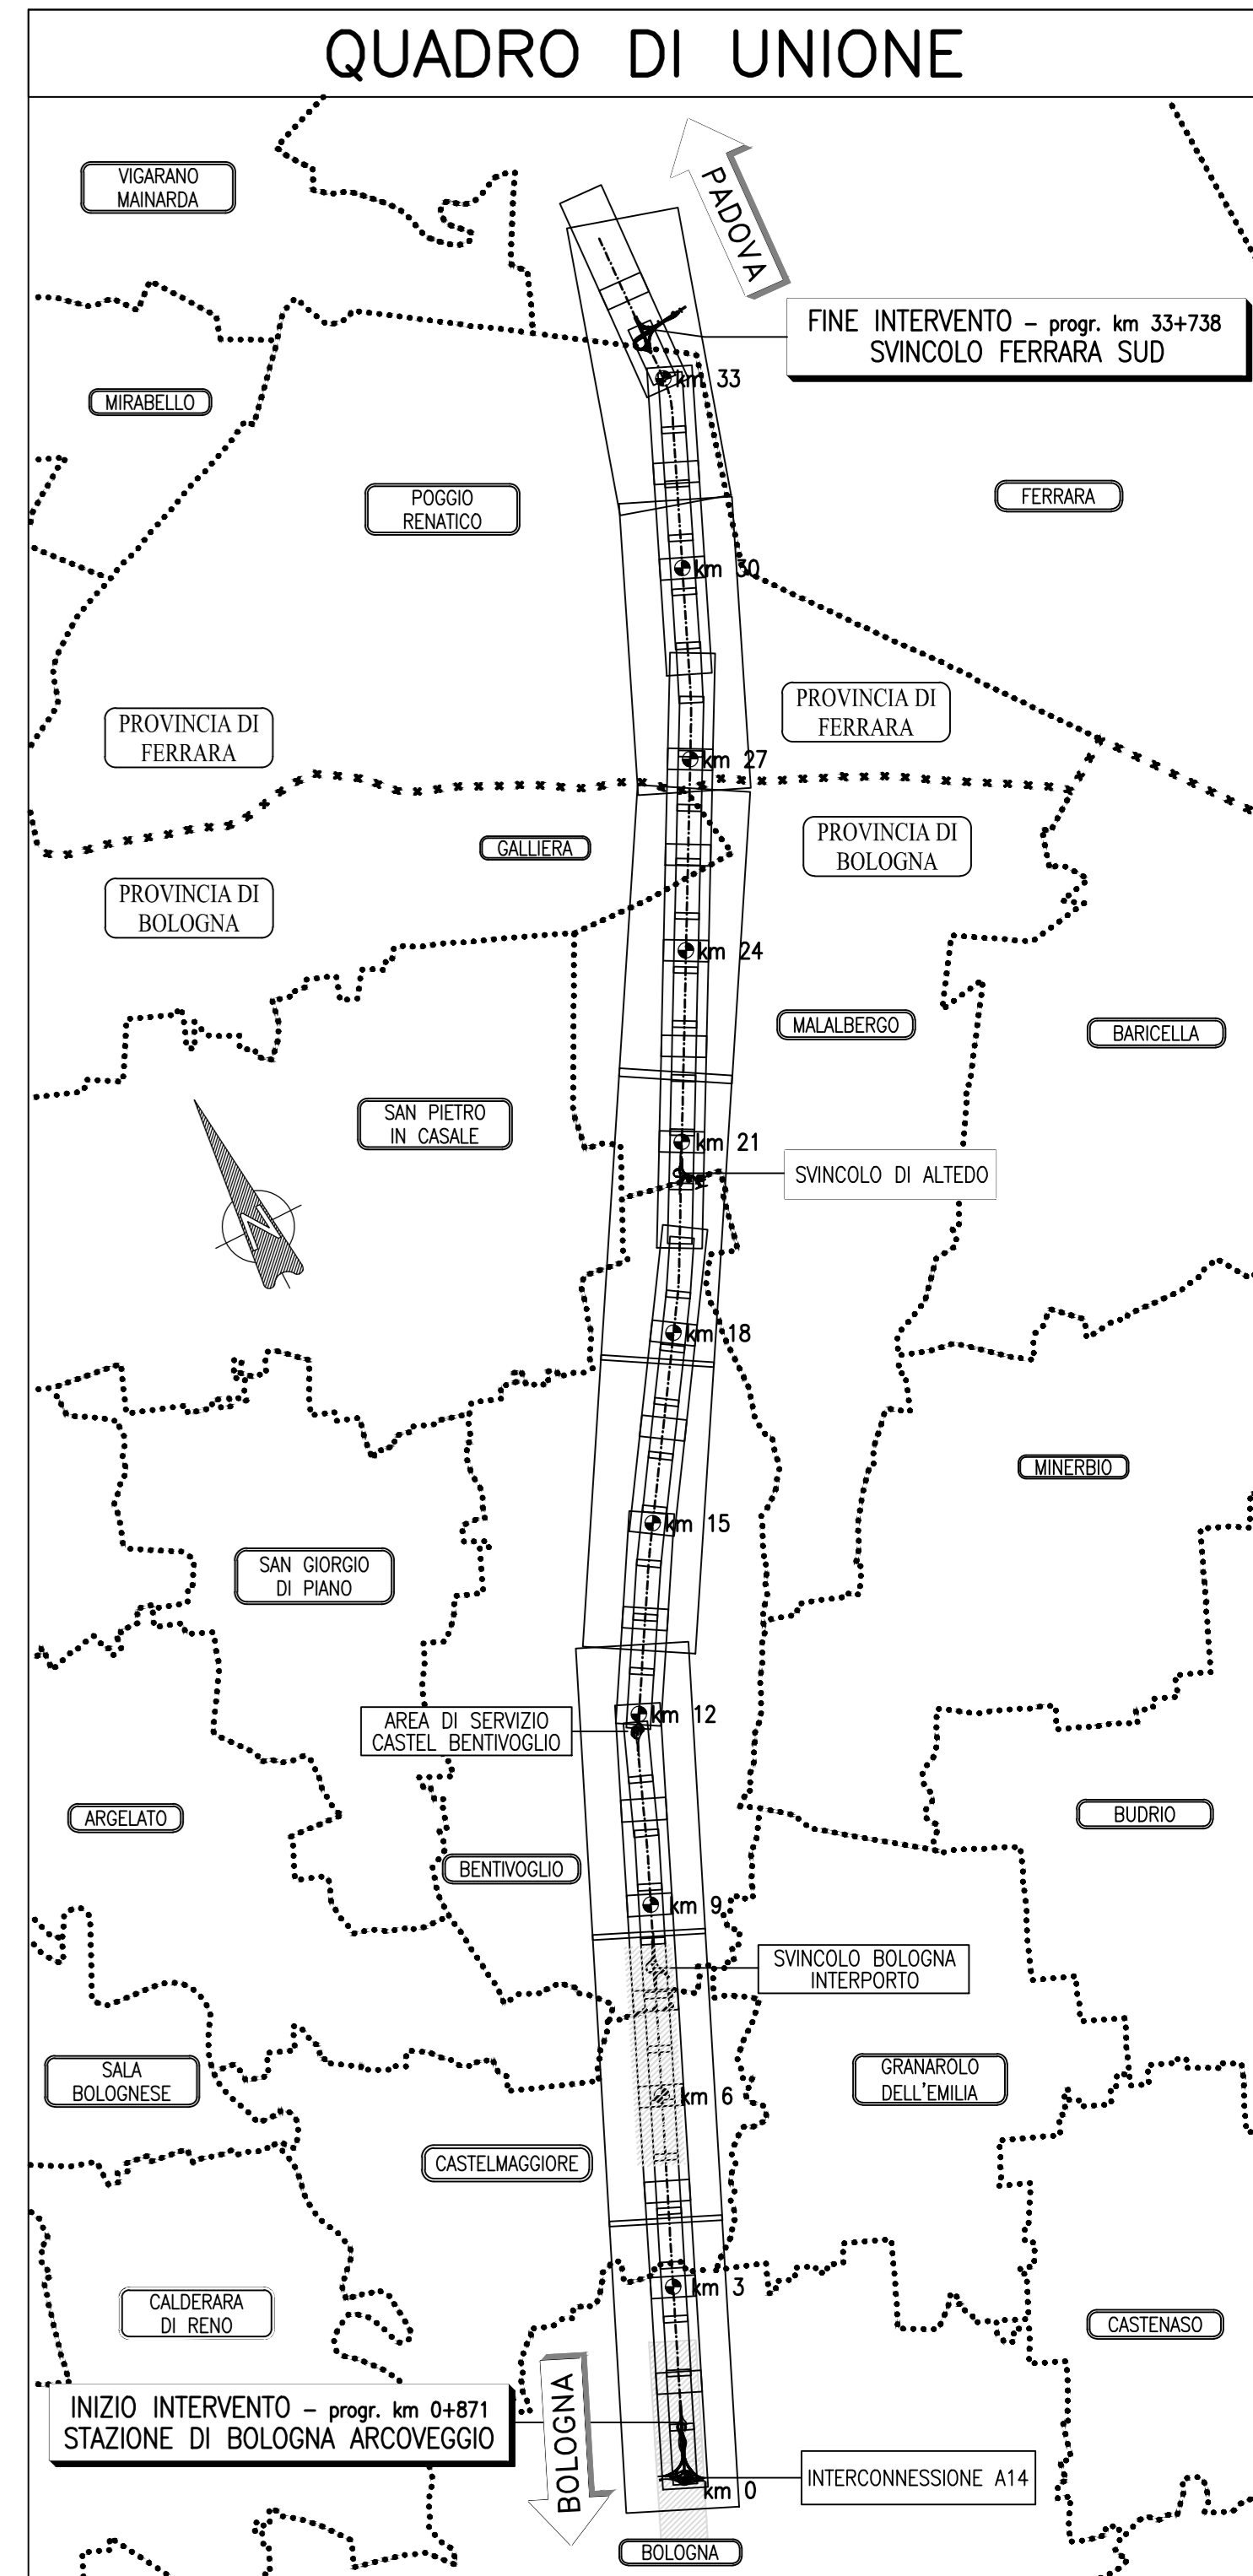 QUADRO DI UNIONE
VIGARANO
MAINARDA
PADOVA
FINE INTERVENTO – progr. km 33+738
SVINCOLO FERRARA SUD
km 33
MIRABELLO
POGGIO
RENATICO
FERRARA
km 30
PROVINCIA DI
FERRARA
PROVINCIA DI
FERRARA
km 27
GALLIERA
PROVINCIA DI
BOLOGNA
PROVINCIA DI
BOLOGNA
km 24
MALALBERGO
BARICELLA
SAN PIETRO
IN CASALE
km 21
SVINCOLO DI ALTEDO
N
km 18
MINERBIO
km 15
SAN GIORGIO
DI PIANO
km 12
AREA DI SERVIZIO
CASTEL BENTIVOGLIO
ARGELATO
BUDRIO
BENTIVOGLIO
km 9
SVINCOLO BOLOGNA
INTERPORTO
SALA
BOLOGNESE
GRANAROLO
DELL'EMILIA
km 6
CASTELMAGGIORE
km 3
CALDERARA
DI RENO
CASTENASO
INIZIO INTERVENTO – progr. km 0+871
STAZIONE DI BOLOGNA ARCOVEGGIO
BOLOGNA
INTERCONNESSIONE A14
km 0
BOLOGNA